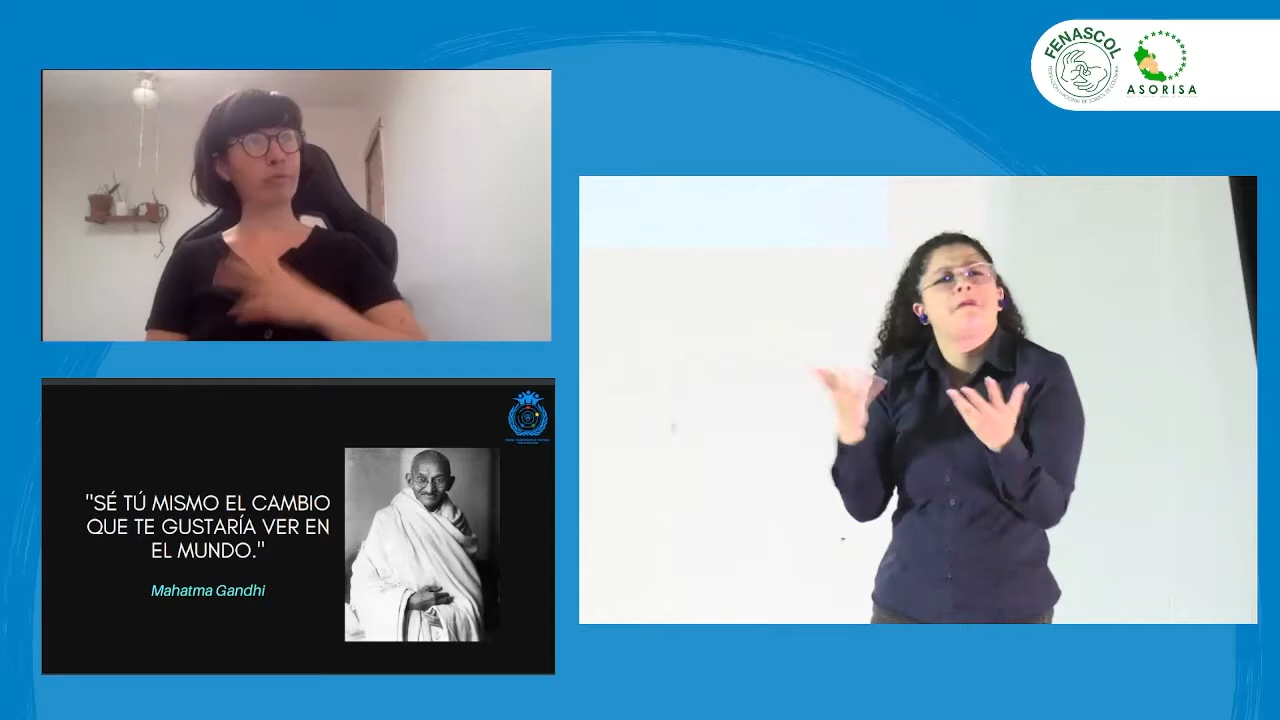 FENASCOL
ASORISA
"SÉ TÚ MISMO EL CAMBIO
QUE TE GUSTARÍA VER EN
EL MUNDO."
Mahatma Gandhi